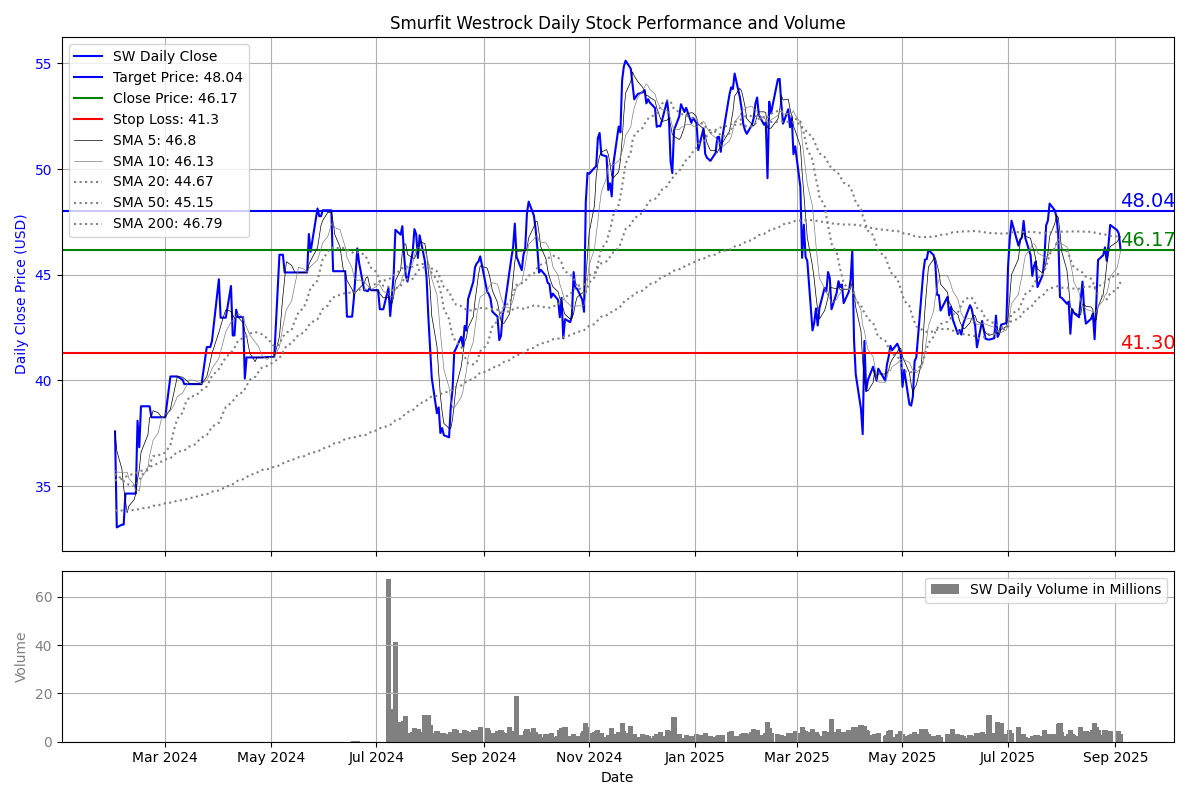 Smurfit Westrock Daily Stock Performance and Volume
SW Daily Close
Target Price: 48.04
Close Price: 46.17
Stop Loss: 41.3
SMA 5: 46.8
SMA 10: 46.13
SMA 20: 44.67
SMA 50: 45.15
SMA 200: 46.79
Daily Close Price (USD)
55
50
45
40
35
48.04
46.17
41.30
SW Daily Volume in Millions
Volume
60
40
20
0
Mar 2024 May 2024 Jul 2024 Sep 2024 Nov 2024 Jan 2025 Mar 2025 May 2025 Jul 2025 Sep 2025
Date